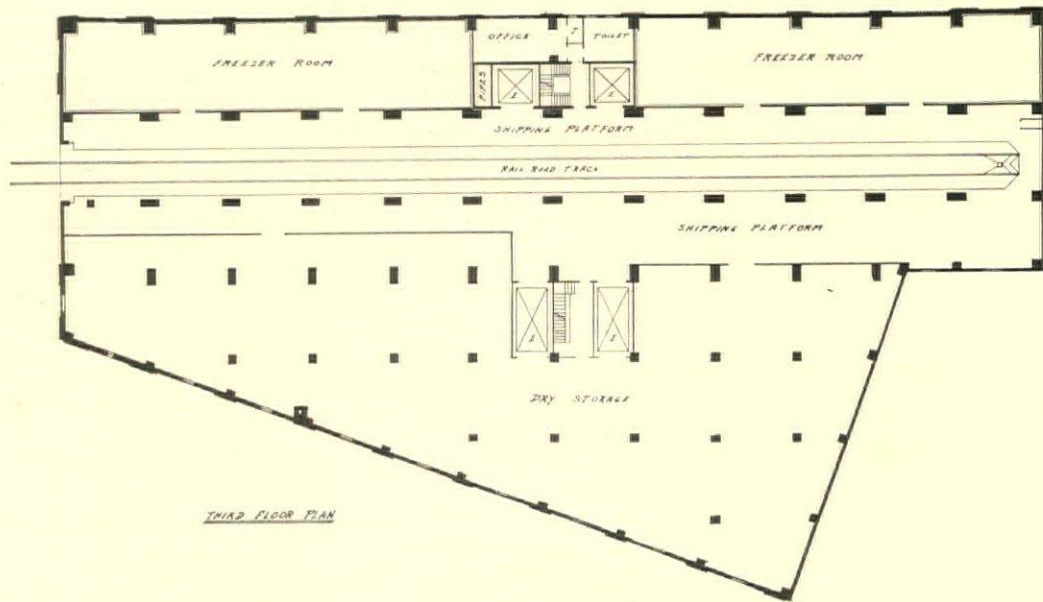 OFFICE
T
TOILET
FREEZER ROOM
FREEZER ROOM
PIPES
E
E
SHIPPING PLATFORM
RAIL ROAD TRACK
SHIPPING PLATFORM
E
E
DRY STORAGE
THIRD FLOOR PLAN